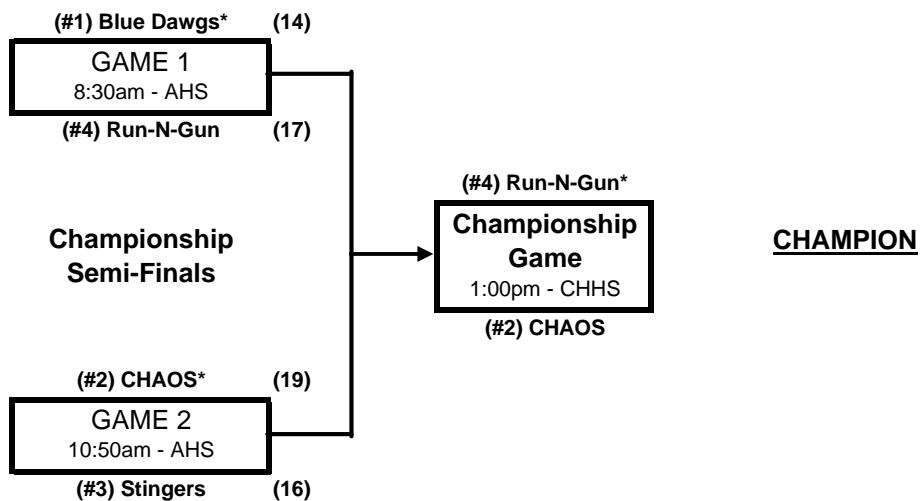 (#1) Blue Dawgs* (14)
GAME 1
8:30am - AHS
(#4) Run-N-Gun (17)
(#4) Run-N-Gun*
Championship
Game
1:00pm - CHHS
(#2) CHAOS
Championship
Semi-Finals
CHAMPION
(#2) CHAOS* (19)
GAME 2
10:50am - AHS
(#3) Stingers (16)